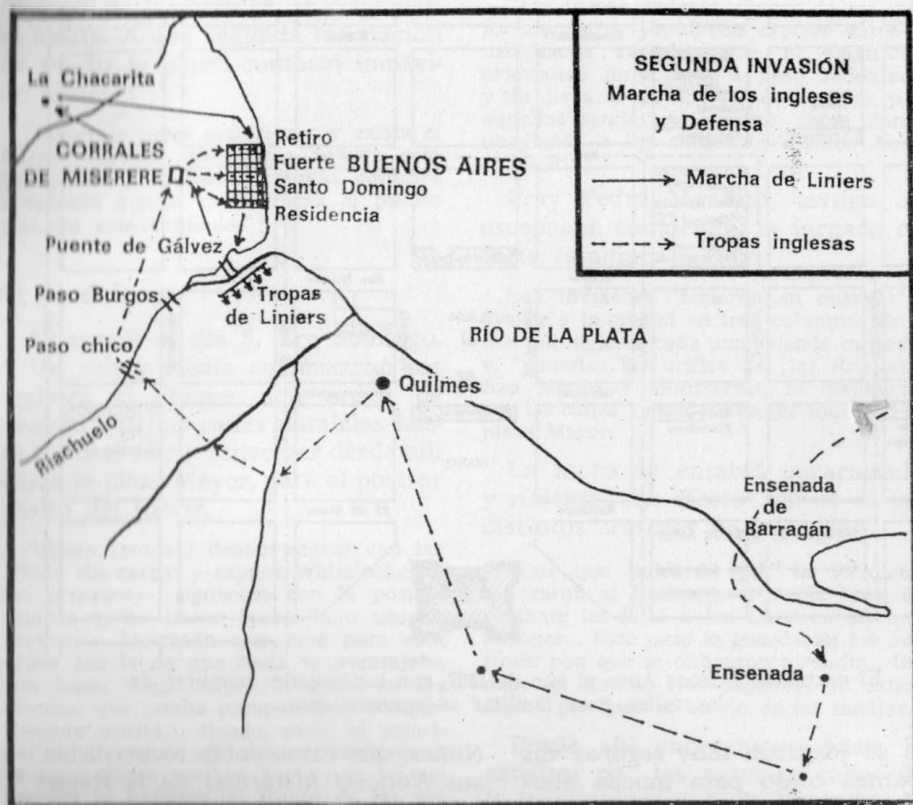 SEGUNDA INVASIÓN
Marcha de los ingleses
y Defensa
Marcha de Liniers
Tropas inglesas
La Chacarita
CORRALES
DE MISERERE
Retiro
Fuerte
BUENOS AIRES
Santo Domingo
Residencia
Puente de Gálvez
Paso Burgos
Tropas
de Liniers
Paso chico
RÍO DE LA PLATA
Quilmes
Riachuelo
Ensenada
de
Barragán
Ensenada